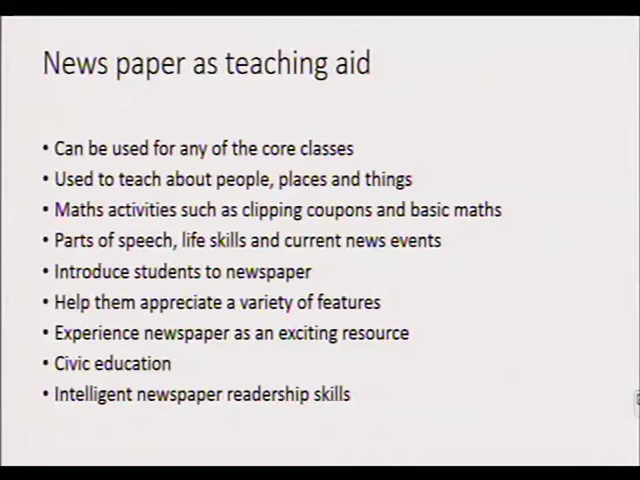 News paper as teaching aid
• Can be used for any of the core classes
• Used to teach about people, places and things
• Maths activities such as clipping coupons and basic maths
• Parts of speech, life skills and current news events
• Introduce students to newspaper
• Help them appreciate a variety of features
• Experience newspaper as an exciting resource
• Civic education
• Intelligent newspaper readership skills